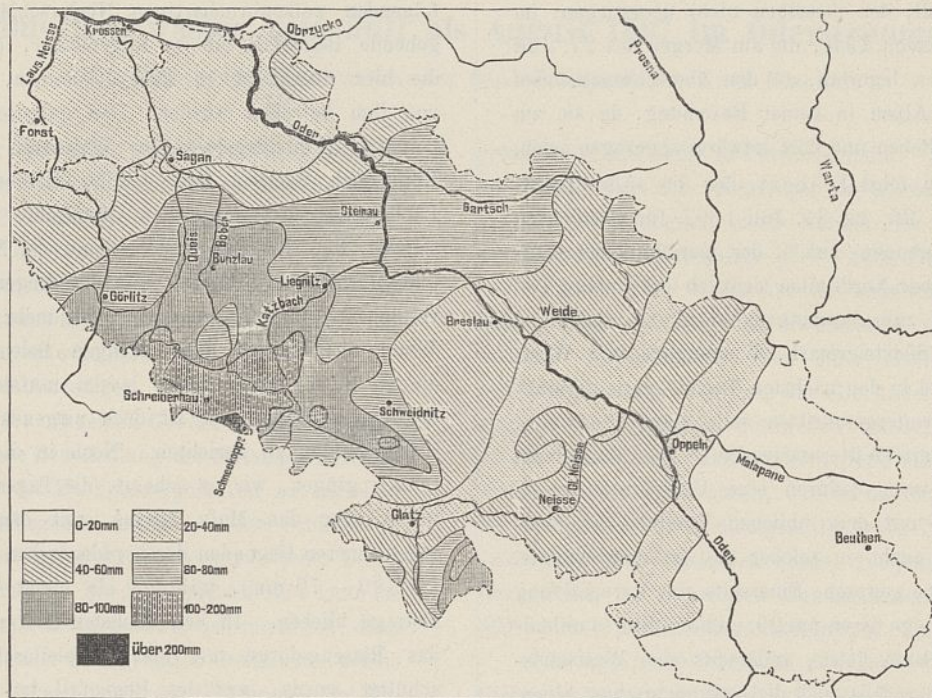 Laus. Neisse
Krossen
Obrzycko
Prosna
Warta
Forst
Oder
Sagan
Bartsch
Steinau
Queis
Bober
Bunzlau
Liegnitz
Katzbach
Görlitz
Breslau
Weide
Schreiberhau
Schweidnitz
Schneekoppe
Oppeln
Malapane
Gl. Neisse
Neisse
Glatz
Oder
Beuthen
0-20mm
20-40mm
40-60mm
60-80mm
80-100mm
100-200mm
über 200mm